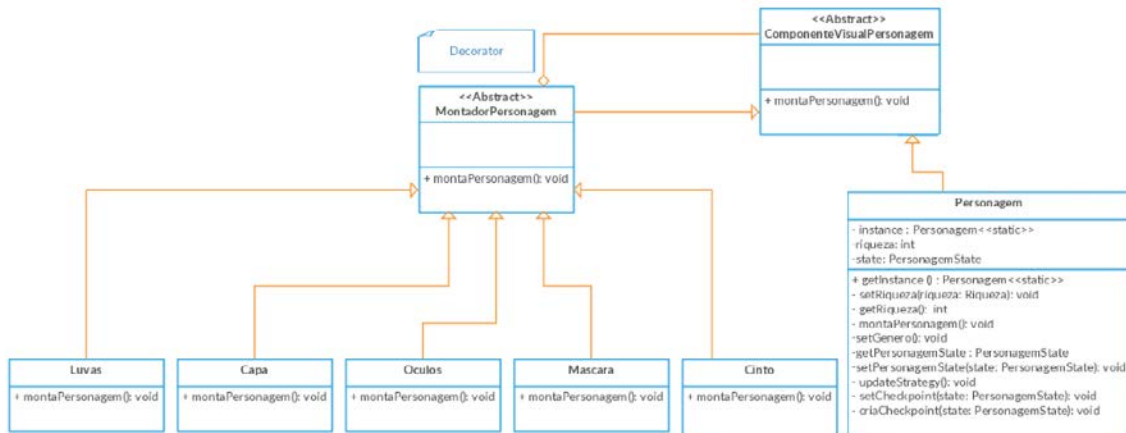 Decorator
<<Abstract>>
ComponenteVisualPersonagem
+ montaPersonagem(): void
<<Abstract>>
MontadorPersonagem
+ montaPersonagem(): void
Personagem
- instance : Personagem<<static>>
-riqueza: int
-state: PersonagemState
+ getInstance () : Personagem<<static>>
- setRiqueza(riqueza: Riqueza): void
- getRiqueza(): int
- montaPersonagem(): void
-setGenero(): void
-getPersonagemState : PersonagemState
-setPersonagemState(state: PersonagemState): void
- updateStrategy(): void
- setCheckpoint(state: PersonagemState): void
- criaCheckpoint(state: PersonagemState): void
Luvas
+ montaPersonagem(): void
Capa
+ montaPersonagem(): void
Oculos
+ montaPersonagem(): void
Mascara
+ montaPersonagem(): void
Cinto
+ montaPersonagem(): void